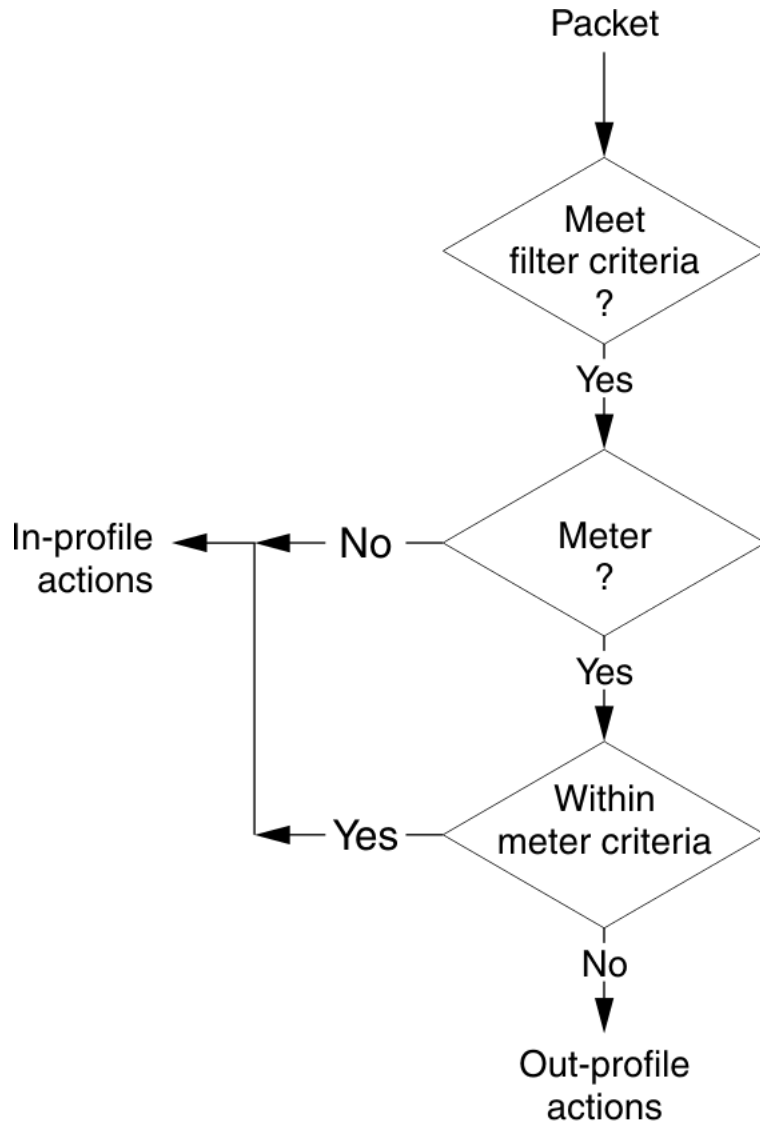 Packet
Meet
filter criteria
?
Yes
Meter
?
No
In-profile
actions
Yes
Within
meter criteria
Yes
No
Out-profile
actions